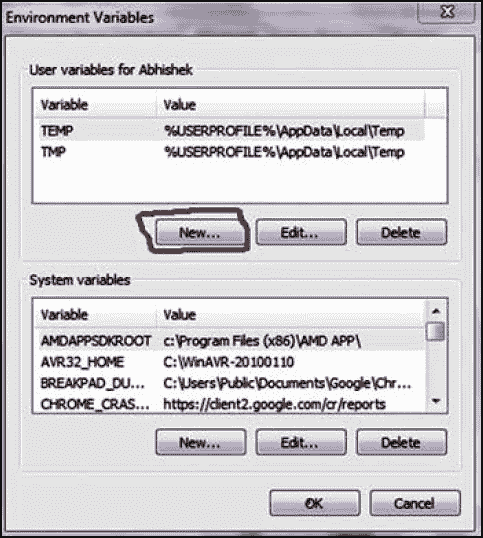 Environment Variables
User variables for Abhishek
Variable Value
TEMP %USERPROFILE%\AppData\Local\Temp
TMP %USERPROFILE%\AppData\Local\Temp
New... Edit... Delete
System variables
Variable Value
AMDAPPSDKROOT c:\Program Files (x86)\AMD APP\
AVR32_HOME C:\WinAVR-20100110
BREAKPAD_DU... C:\Users\Public\Documents\Google\Chr...
CHROME_CRAS... https://client2.google.com/cr/reports
New... Edit... Delete
OK Cancel